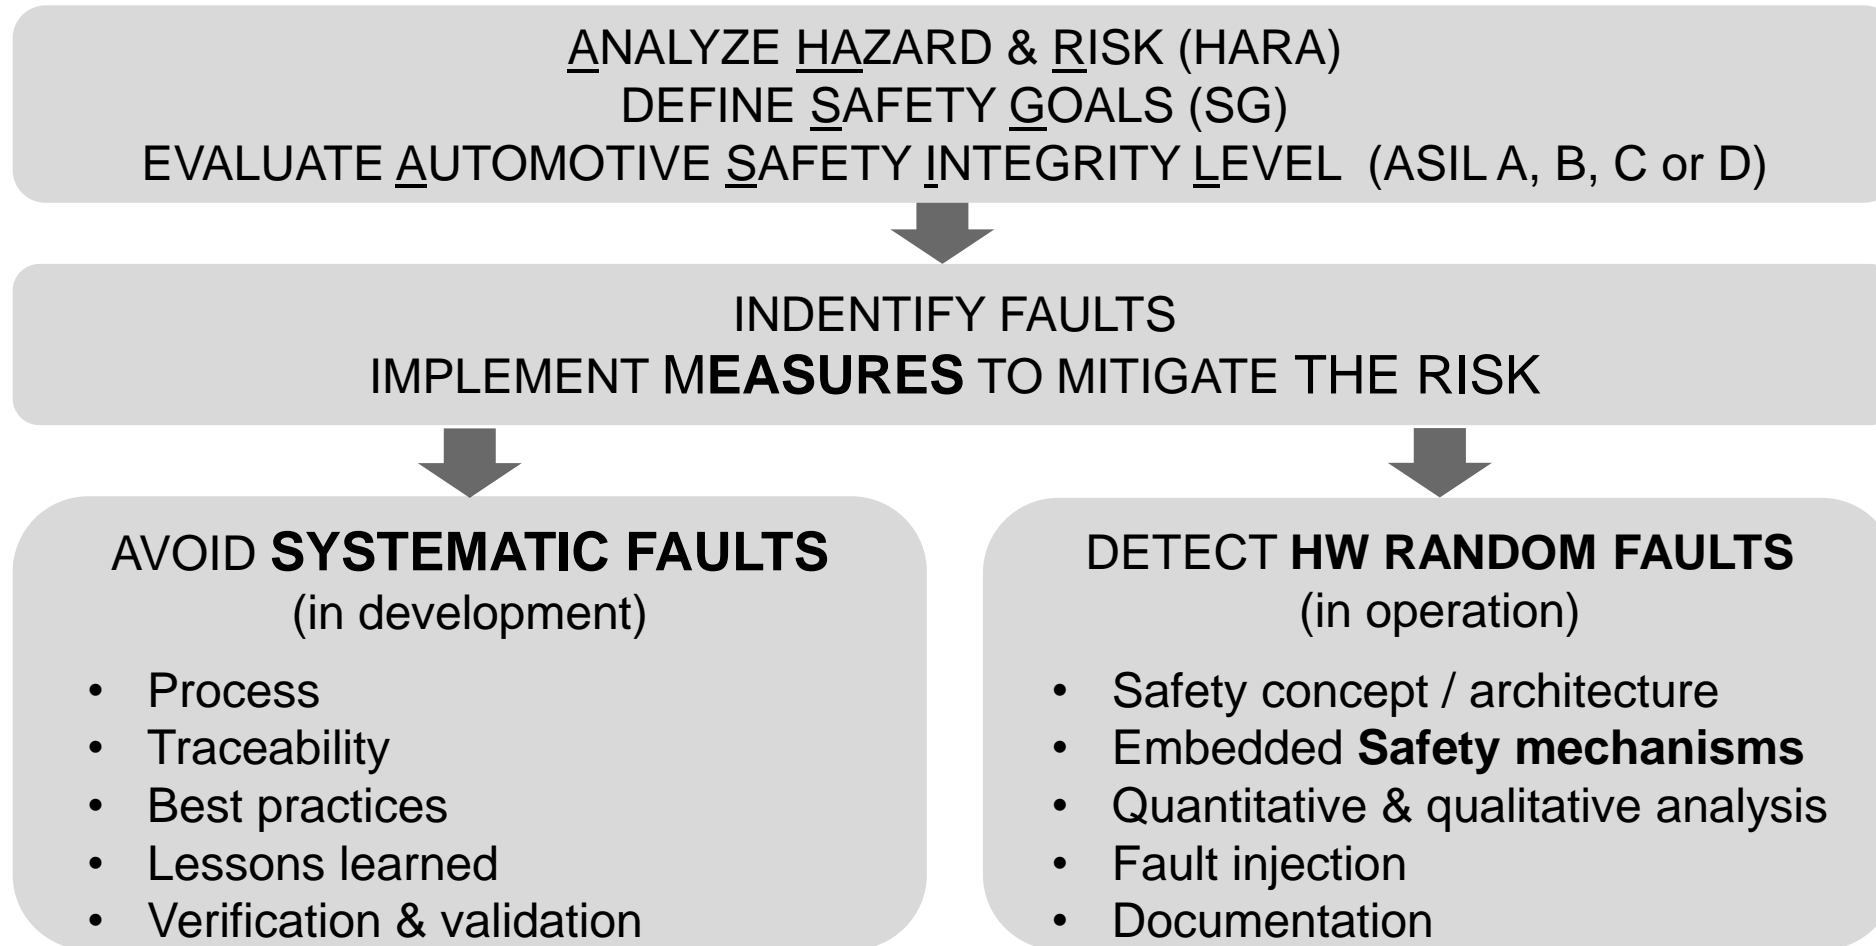 ANALYZE HAZARD & RISK (HARA)
DEFINE SAFETY GOALS (SG)
EVALUATE AUTOMOTIVE SAFETY INTEGRITY LEVEL (ASIL A, B, C or D)
INDENTIFY FAULTS
IMPLEMENT MEASURES TO MITIGATE THE RISK
AVOID SYSTEMATIC FAULTS
(in development)
• Process
• Traceability
• Best practices
• Lessons learned
• Verification & validation
DETECT HW RANDOM FAULTS
(in operation)
• Safety concept / architecture
• Embedded Safety mechanisms
• Quantitative & qualitative analysis
• Fault injection
• Documentation